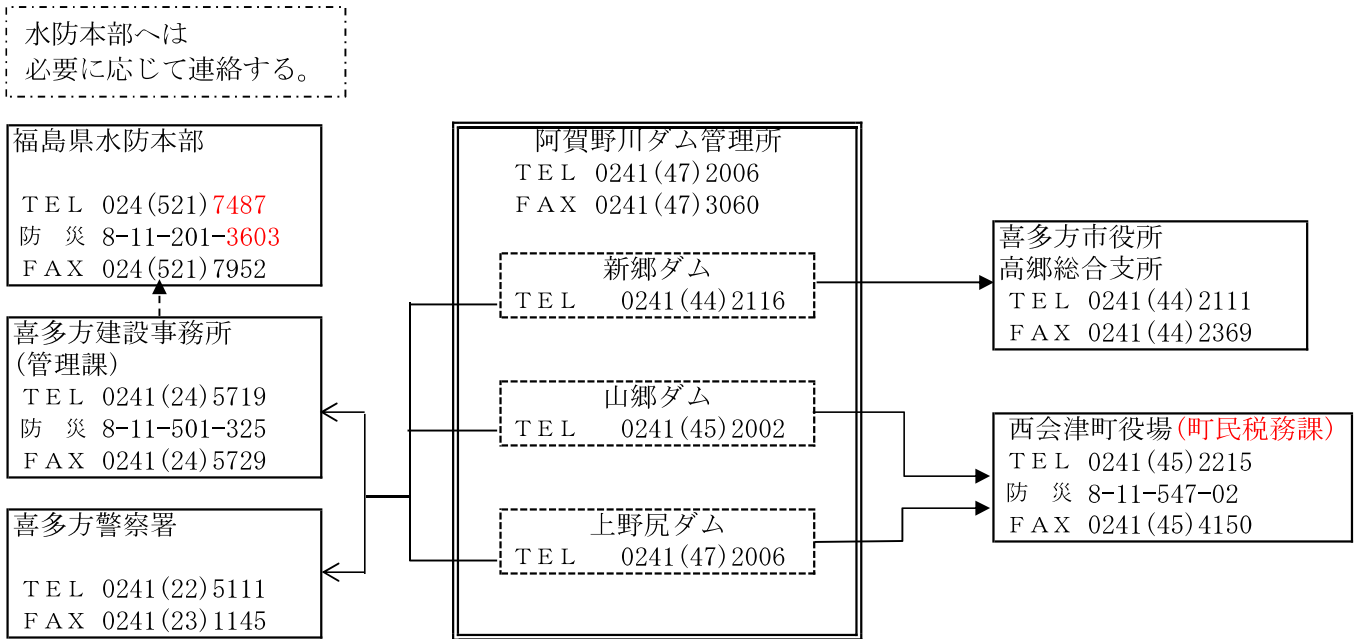 水防本部へは
必要に応じて連絡する。
福島県水防本部
ＴＥＬ 024(521)7487
防　災 8-11-201-3603
ＦＡＸ 024(521)7952
喜多方建設事務所
(管理課)
ＴＥＬ 0241(24)5719
防　災 8-11-501-325
ＦＡＸ 0241(24)5729
喜多方警察署
ＴＥＬ 0241(22)5111
ＦＡＸ 0241(23)1145
阿賀野川ダム管理所
ＴＥＬ 0241(47)2006
ＦＡＸ 0241(47)3060
新郷ダム
ＴＥＬ　0241(44)2116
山郷ダム
ＴＥＬ　0241(45)2002
上野尻ダム
ＴＥＬ　0241(47)2006
喜多方市役所
高郷総合支所
ＴＥＬ 0241(44)2111
ＦＡＸ 0241(44)2369
西会津町役場(町民税務課)
ＴＥＬ 0241(45)2215
防　災 8-11-547-02
ＦＡＸ 0241(45)4150